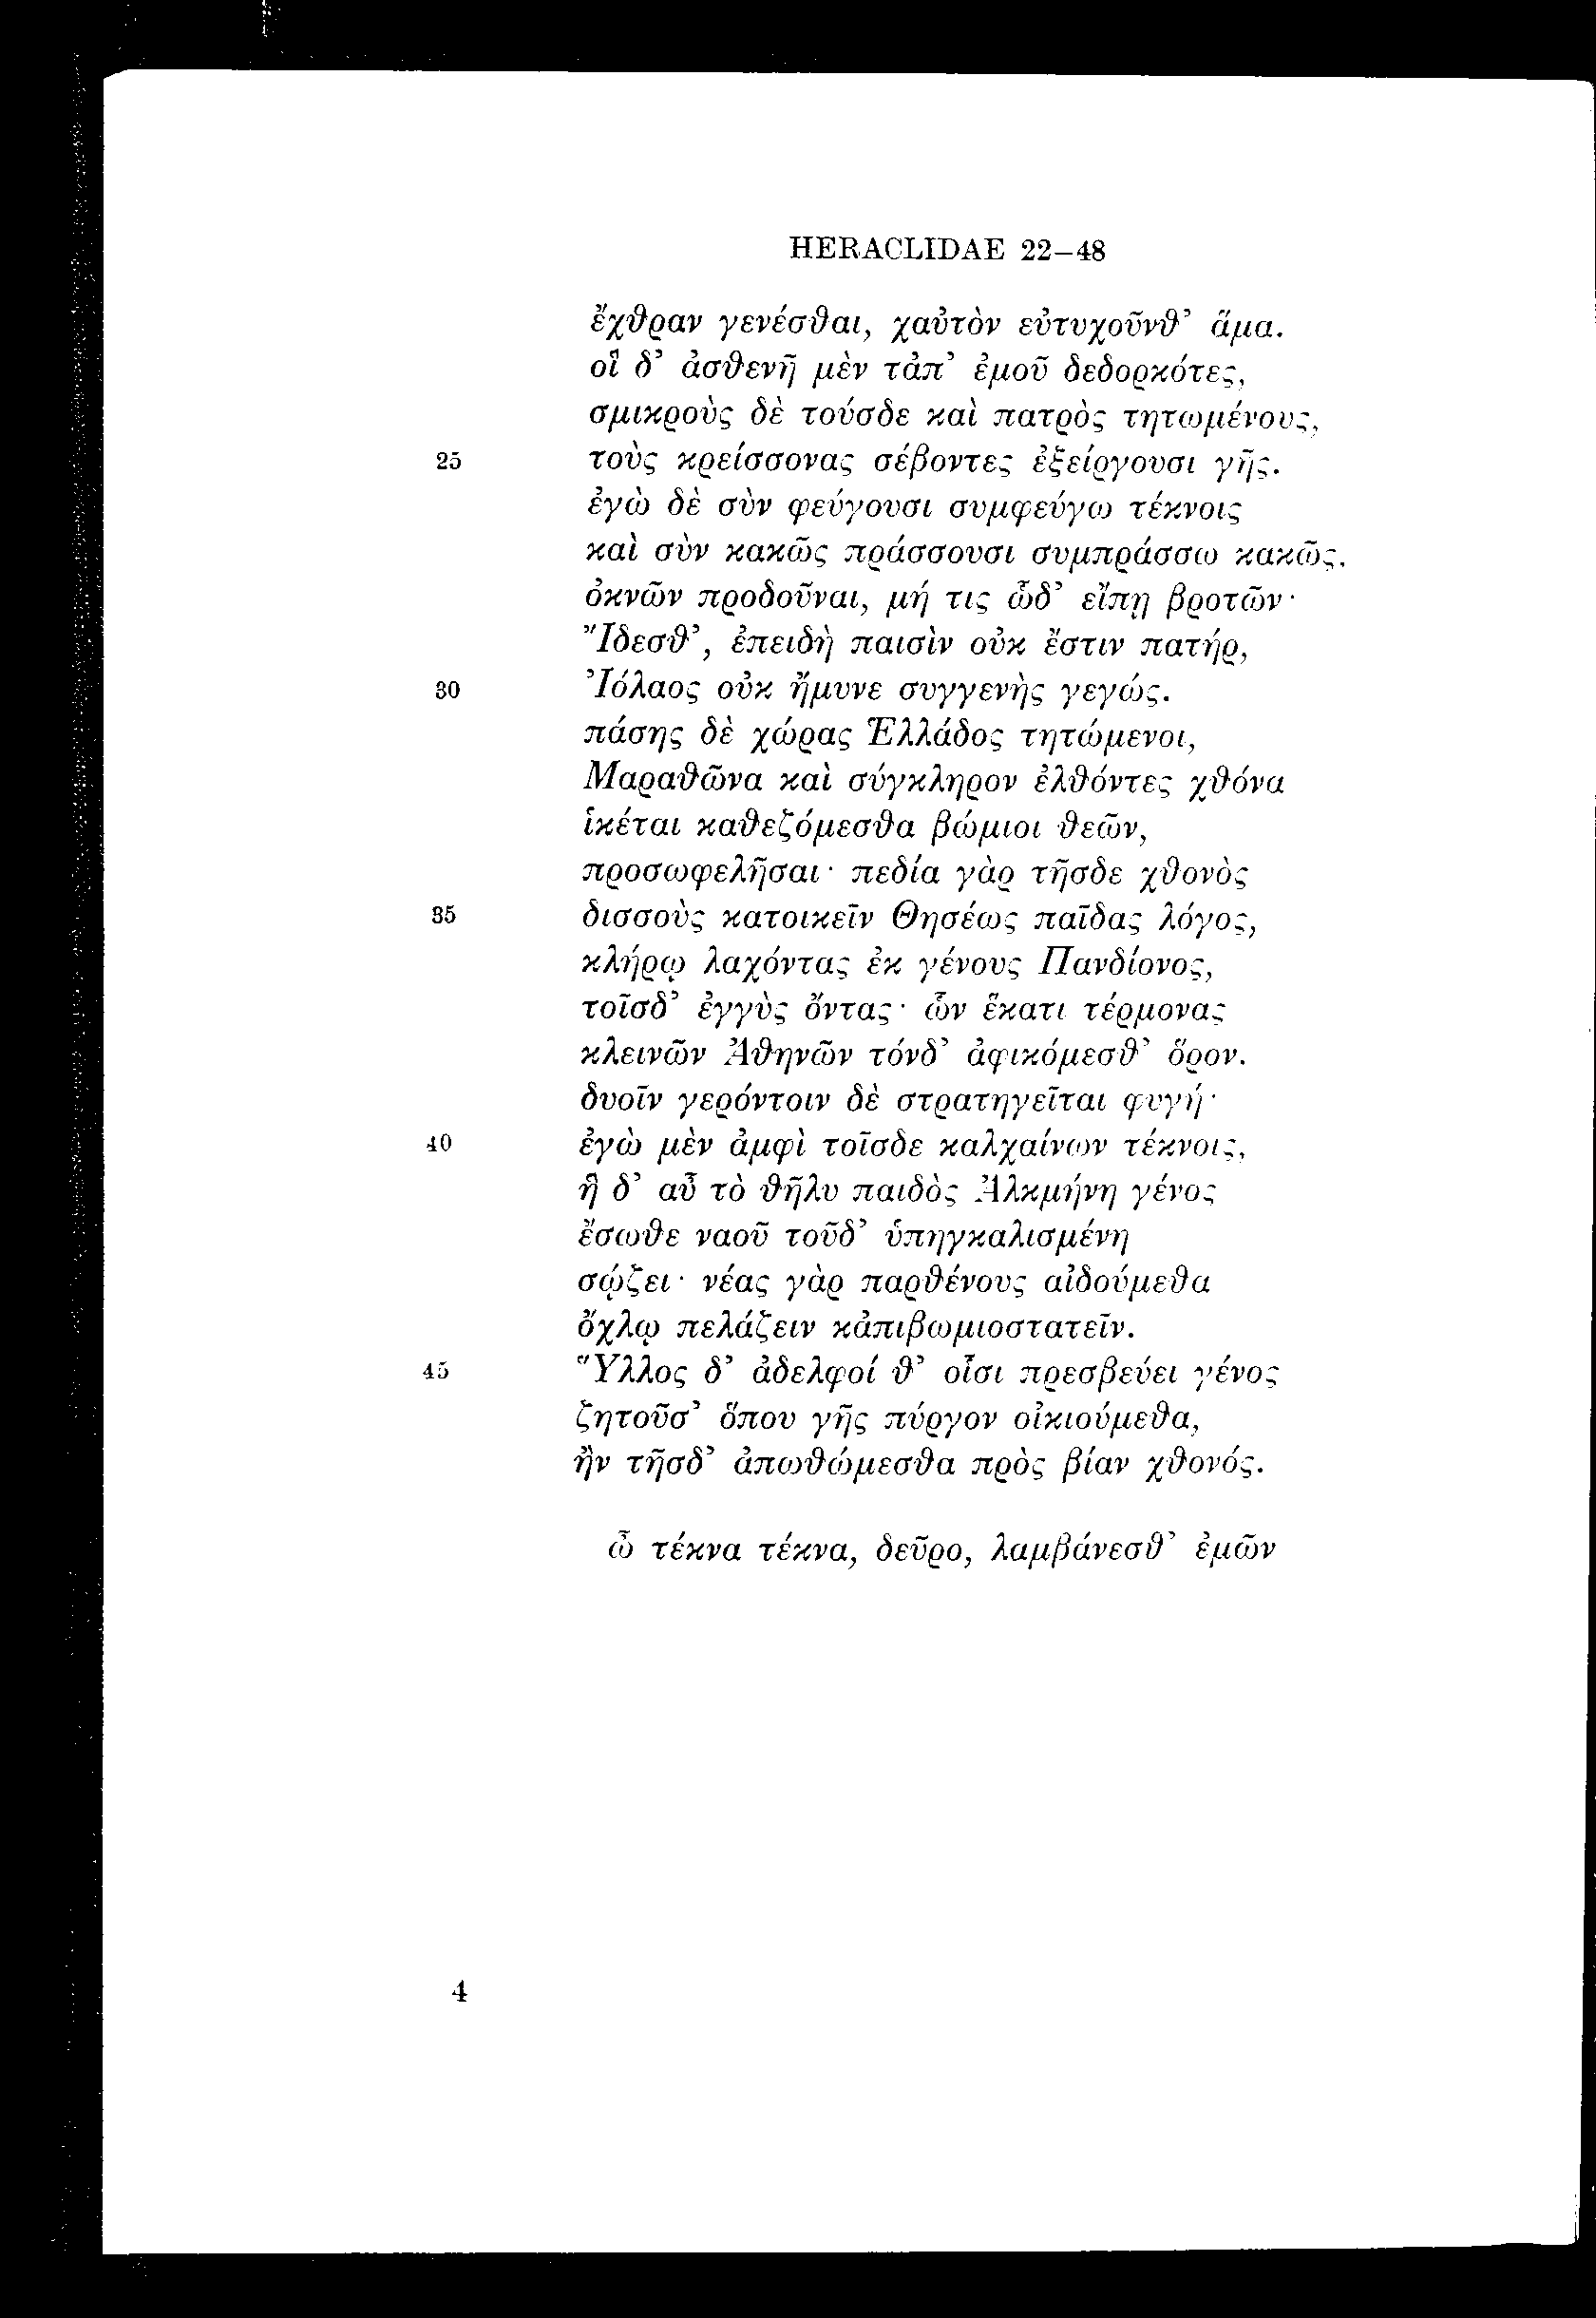 HERACLIDAE 22–48
ἔχθραν γενέσθαι, χαὐτὸν εὐτυχοῦνθ’ ἅμα.
οἳ δ’ ἀσθενῆ μὲν τἀπ’ ἐμοῦ δεδορκότες,
σμικροὺς δὲ τούσδε καὶ πατρὸς τητωμένους,
25 τοὺς κρείσσονας σέβοντες ἐξείργουσι γῆς.
ἐγὼ δὲ σὺν φεύγουσι συμφεύγω τέκνοις
καὶ σὺν κακῶς πράσσουσι συμπράσσω κακῶς,
ὀκνῶν προδοῦναι, μή τις ὧδ’ εἴπῃ βροτῶν·
Ἴδεσθ’, ἐπειδὴ παισὶν οὐκ ἔστιν πατήρ,
30 Ἰόλαος οὐκ ἤμυνε συγγενὴς γεγώς.
πάσης δὲ χώρας Ἑλλάδος τητώμενοι,
Μαραθῶνα καὶ σύγκληρον ἐλθόντες χθόνα
ἱκέται καθεζόμεσθα βώμιοι θεῶν,
προσωφελῆσαι· πεδία γὰρ τῆσδε χθονὸς
35 δισσοὺς κατοικεῖν Θησέως παῖδας λόγος,
κλήρῳ λαχόντας ἐκ γένους Πανδίονος,
τοῖσδ’ ἐγγὺς ὄντας· ὧν ἕκατι τέρμονας
κλεινῶν Ἀθηνῶν τόνδ’ ἀφικόμεσθ’ ὅρον.
δυοῖν γερόντοιν δὲ στρατηγεῖται φυγή·
40 ἐγὼ μὲν ἀμφὶ τοῖσδε καλχαίνων τέκνοις,
ἣ δ’ αὖ τὸ θῆλυ παιδὸς Ἀλκμήνη γένος
ἔσωθε ναοῦ τοῦδ’ ὑπηγκαλισμένη
σῴζει· νέας γὰρ παρθένους αἰδούμεθα
ὄχλῳ πελάζειν κἀπιβωμιοστατεῖν.
45 Ὕλλος δ’ ἀδελφοί θ’ οἷσι πρεσβεύει γένος
ζητοῦσ’ ὅπου γῆς πύργον οἰκιούμεθα,
ἢν τῆσδ’ ἀπωθώμεσθα πρὸς βίαν χθονός.
ὦ τέκνα τέκνα, δεῦρο, λαμβάνεσθ’ ἐμῶν
4